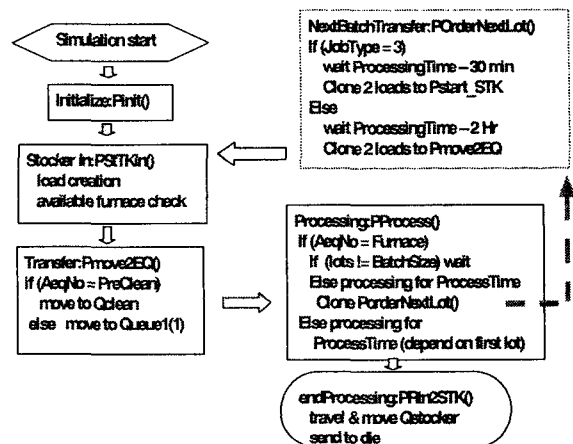 Simulation start
Initialize:Pinit()
Stocker In:PStTKin()
load creation
available furnace check
Transfer:Pmove2EQ()
if (AeqNo = PreClean)
move to Qclean
else move to Queue1(1)
NextBatchTransfer:POrderNextLot()
If (JobType = 3)
wait ProcessingTime – 30 min
Clone 2 loads to Pstart_STK
Else
wait ProcessingTime – 2 Hr
Clone 2 loads to Pmove2EQ
Processing:PProcess()
If (AeqNo = Furnace)
If (lots != BatchSize) wait
Else processing for ProcessTime
Clone PorderNextLot()
Else processing for
ProcessTime (depend on first lot)
endProcessing:PRtn2STK()
travel & move Qstocker
send to die